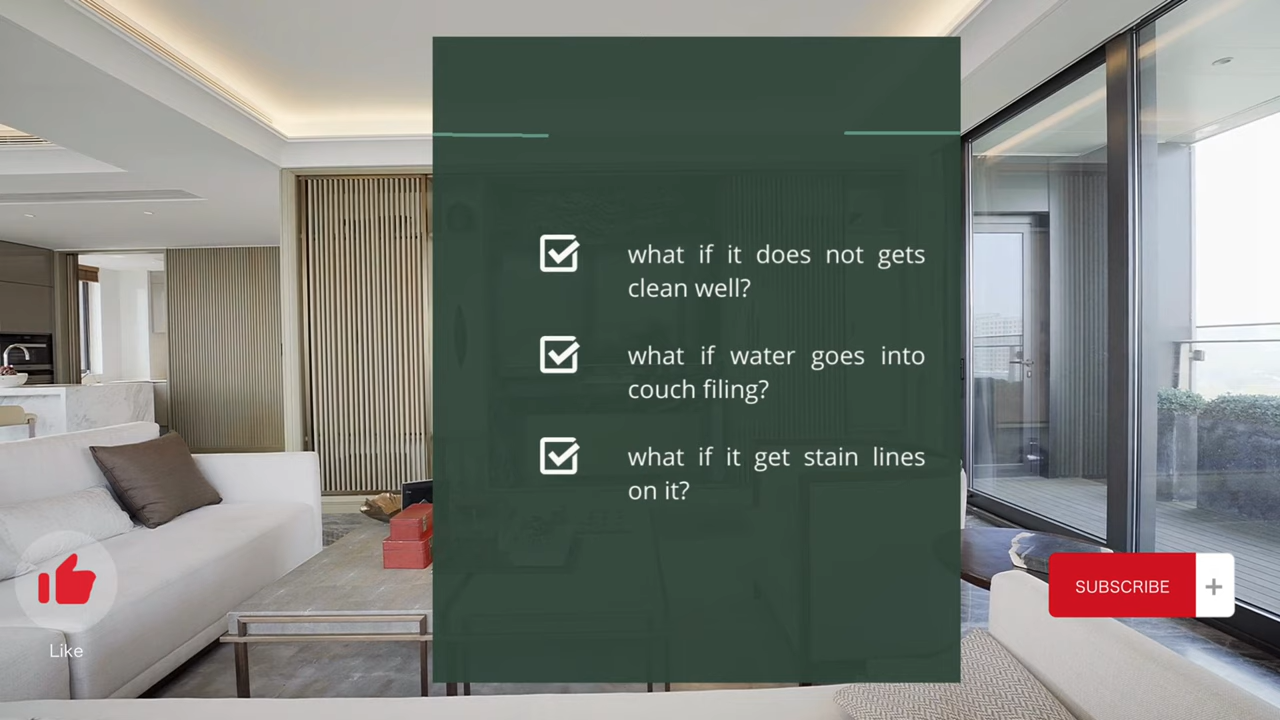 what if it does not gets
clean well?
what if water goes into
couch filing?
what if it get stain lines
on it?
SUBSCRIBE +
Like